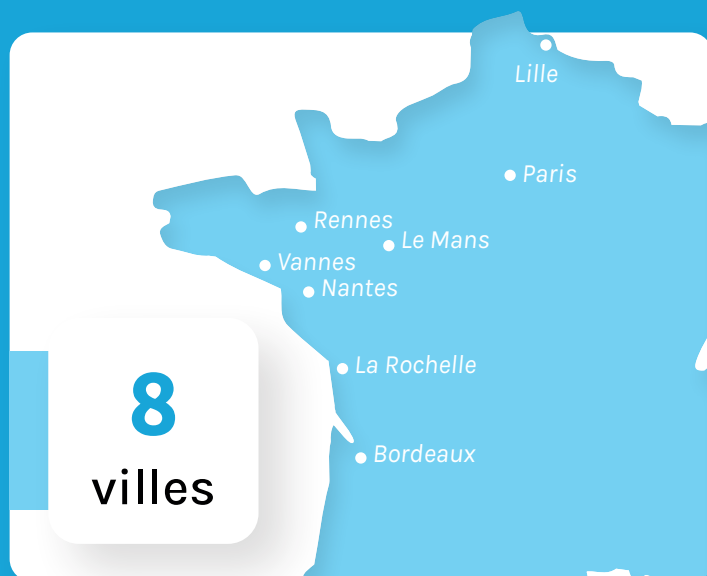 Lille
Paris
Rennes
Le Mans
Vannes
Nantes
La Rochelle
Bordeaux
8
villes